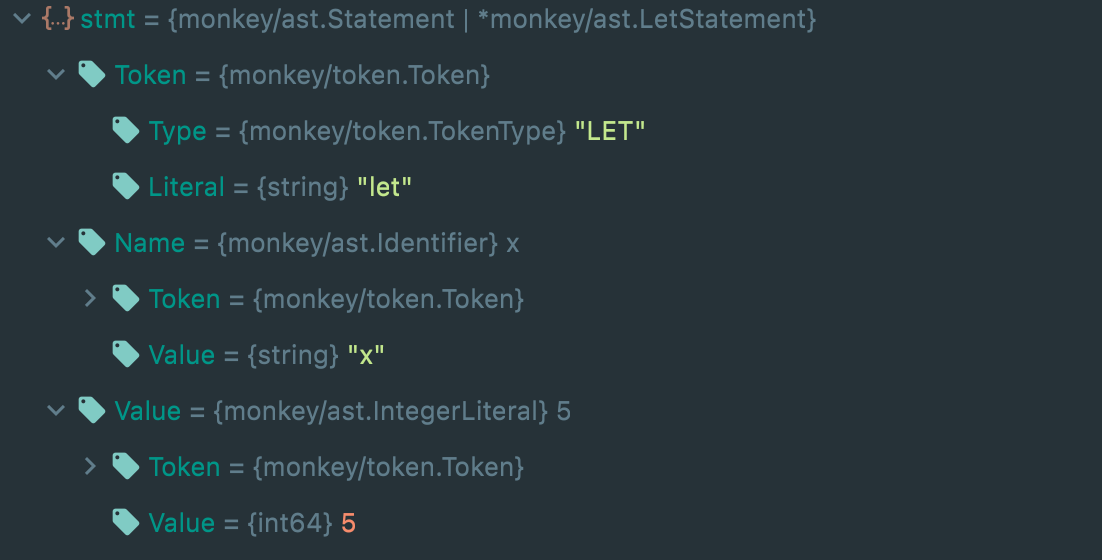 {...} stmt = {monkey/ast.Statement | *monkey/ast.LetStatement}
Token = {monkey/token.Token}
Type = {monkey/token.TokenType} "LET"
Literal = {string} "let"
Name = {monkey/ast.Identifier} x
Token = {monkey/token.Token}
Value = {string} "x"
Value = {monkey/ast.IntegerLiteral} 5
Token = {monkey/token.Token}
Value = {int64} 5